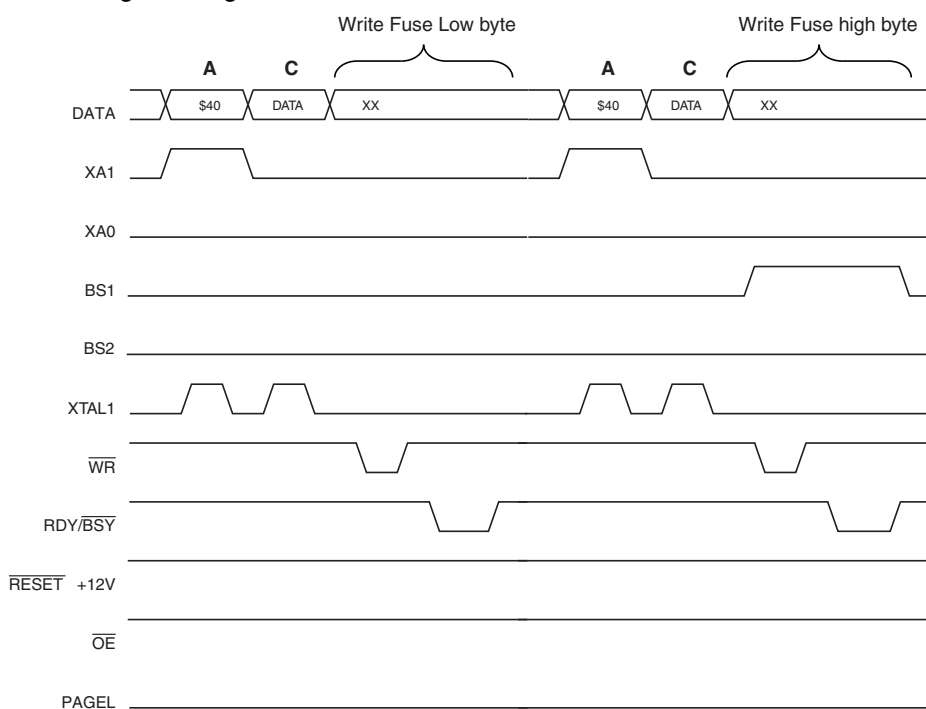 Write Fuse Low byte Write Fuse high byte
A C A C
DATA $40 DATA XX $40 DATA XX
XA1
XA0
BS1
BS2
XTAL1
WR
RDY/BSY
RESET +12V
OE
PAGEL